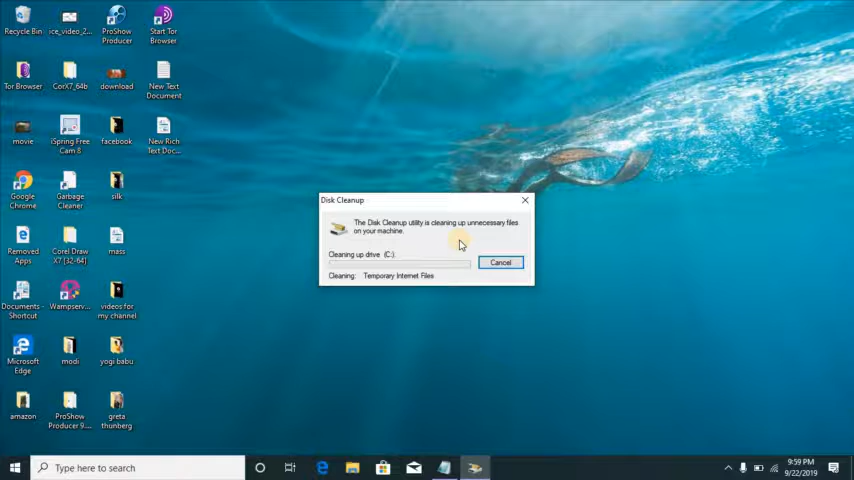 Recycle Bin
ice_video_2...
ProShow
Producer
Start Tor
Browser
Tor Browser
CorX7_64b
download
New Text
Document
movie
iSpring Free
Cam 8
facebook
New Rich
Text Doc...
Google
Chrome
Garbage
Cleaner
silk
Removed
Apps
Corel Draw
X7 [32-64]
mass
Documents -
Shortcut
Wampserv...
videos for
my channel
Microsoft
Edge
modi
yogi babu
amazon
ProShow
Producer 9....
greta
thunberg
Disk Cleanup
The Disk Cleanup utility is cleaning up unnecessary files
on your machine.
Cleaning up drive (C:).
Cancel
Cleaning: Temporary Internet Files
Type here to search
9:59 PM
9/22/2019